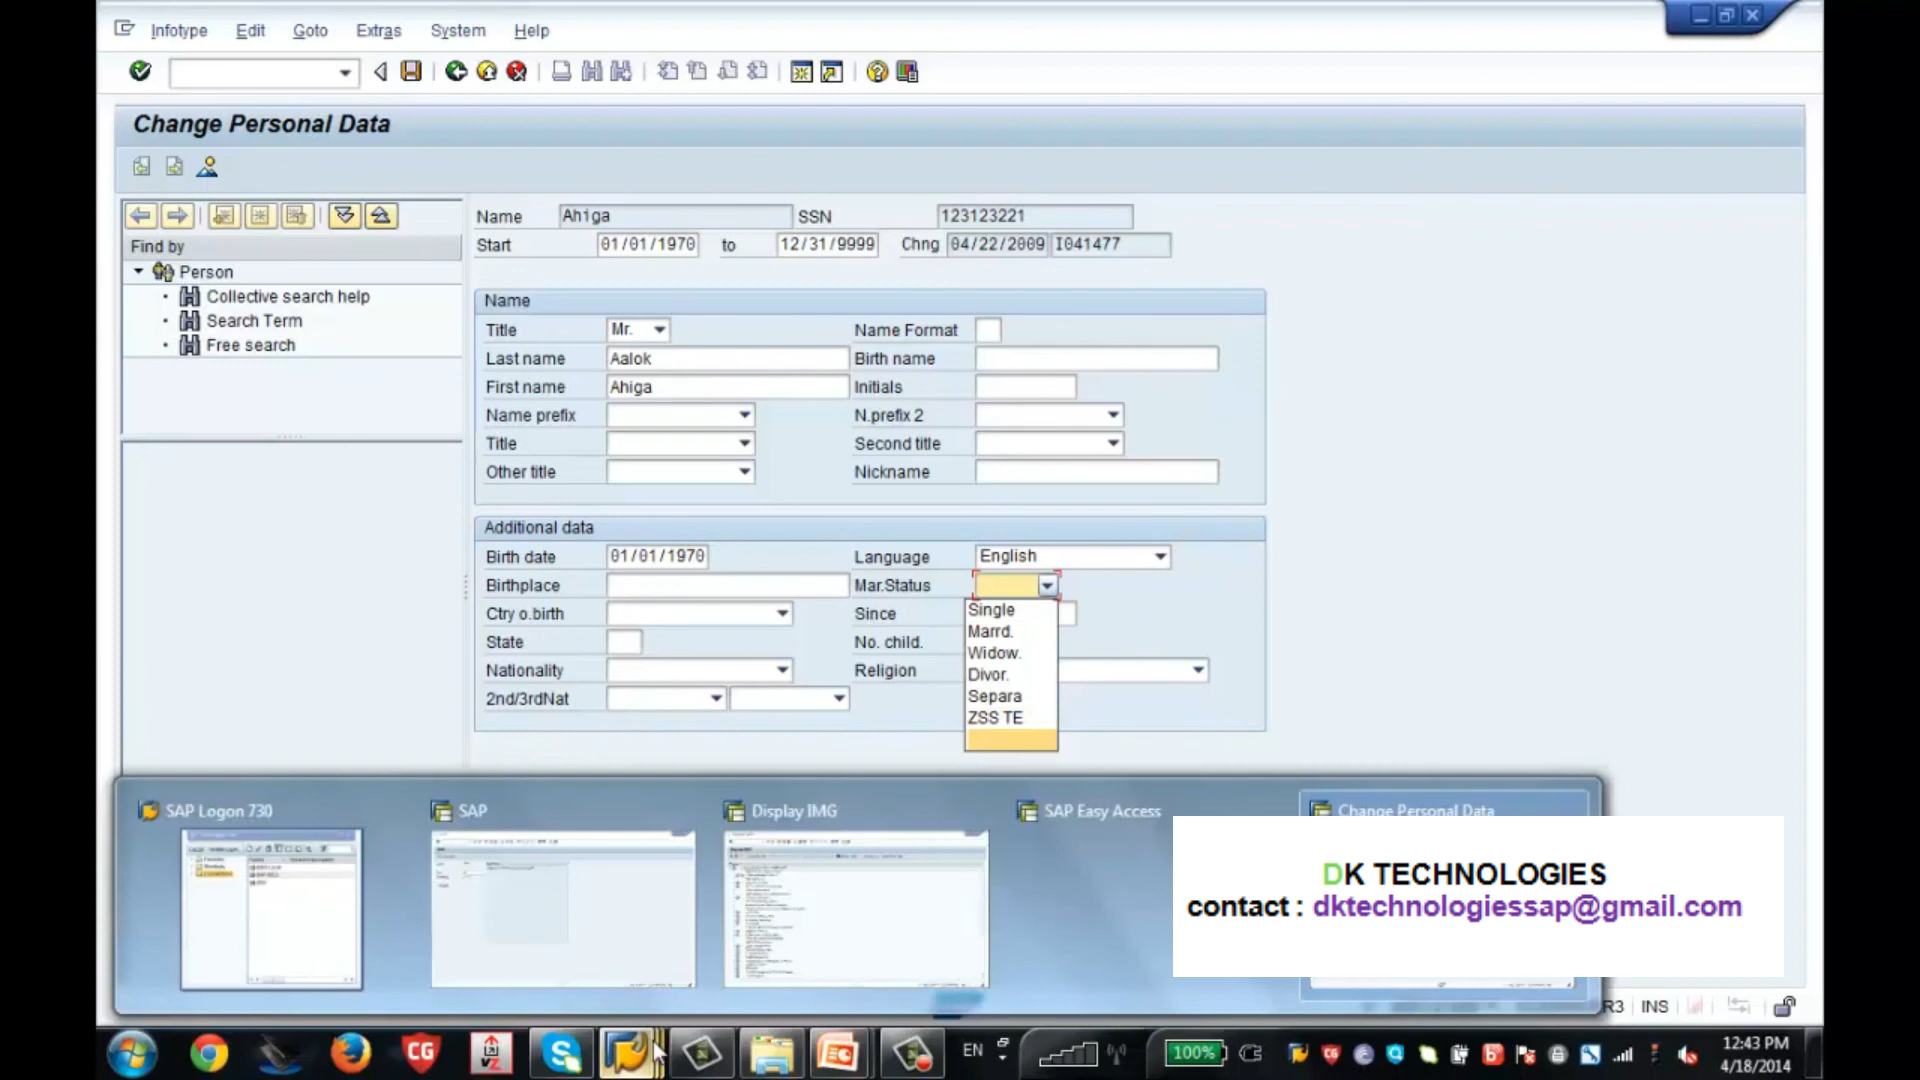 Infotype Edit Goto Extras System Help
Change Personal Data
Find by
Person
Collective search help
Search Term
Free search
Name Ahiga SSN 123123221
Start 01/01/1970 to 12/31/9999 Chng 04/22/2009 I041477
Name
Title Mr. Name Format
Last name Aalok Birth name
First name Ahiga Initials
Name prefix N.prefix 2
Title Second title
Other title Nickname
Additional data
Birth date 01/01/1970 Language English
Birthplace Mar.Status
Ctry o.birth Since
State No. child.
Nationality Religion
2nd/3rdNat
Single
Marrd.
Widow.
Divor.
Separa
ZSS TE
SAP Logon 730 SAP Display IMG SAP Easy Access Change Personal Data
DK TECHNOLOGIES
contact : dktechnologiessap@gmail.com
R3 INS
CG
EN
100%
12:43 PM
4/18/2014